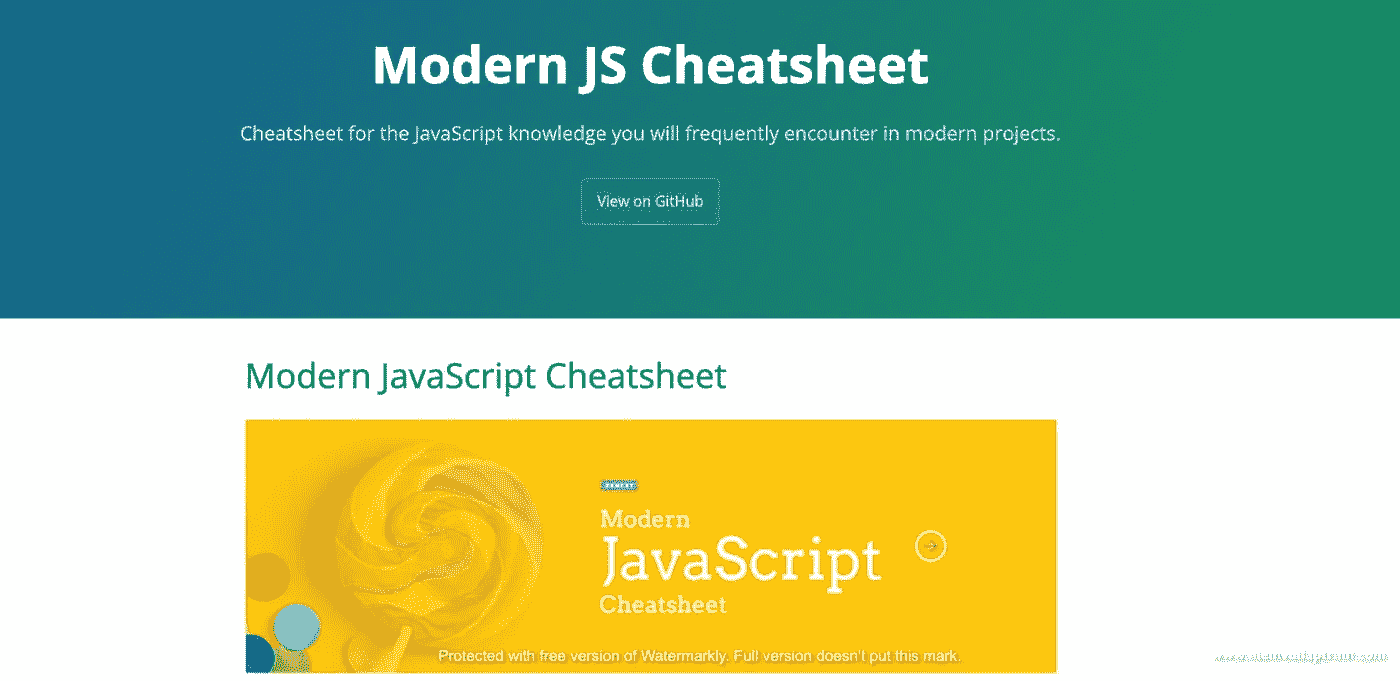 Modern JS Cheatsheet
Cheatsheet for the JavaScript knowledge you will frequently encounter in modern projects.
View on GitHub
Modern JavaScript Cheatsheet
Modern
JavaScript
Cheatsheet
Protected with free version of Watermarkly. Full version doesn't put this mark.